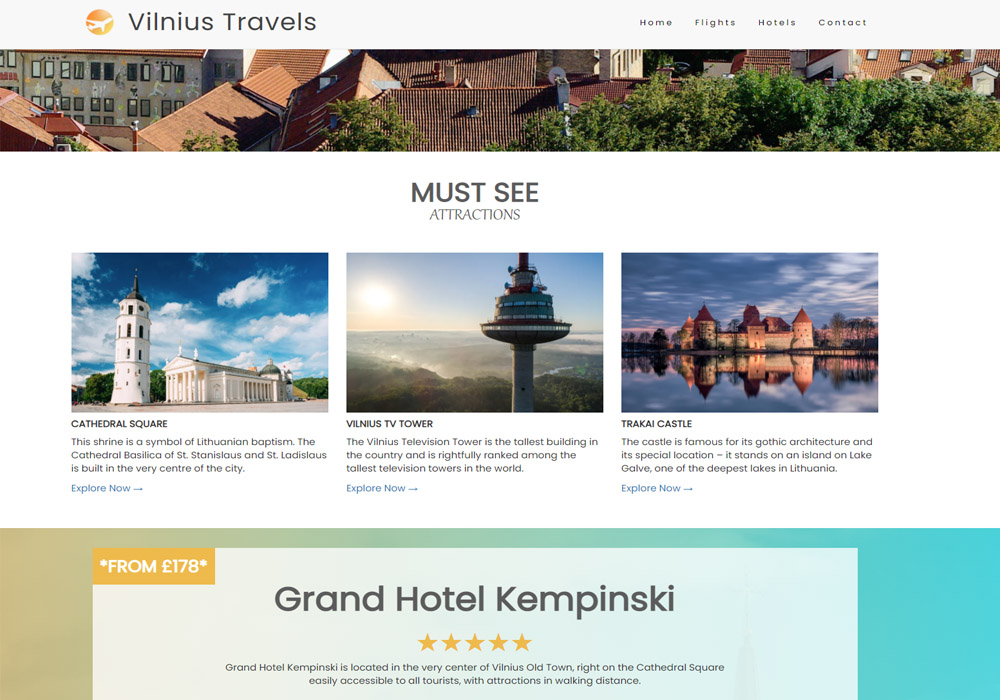 Vilnius Travels
Home Flights Hotels Contact
MUST SEE
ATTRACTIONS
CATHEDRAL SQUARE
This shrine is a symbol of Lithuanian baptism. The
Cathedral Basilica of St. Stanislaus and St. Ladislaus
is built in the very centre of the city.
Explore Now →
VILNIUS TV TOWER
The Vilnius Television Tower is the tallest building in
the country and is rightfully ranked among the
tallest television towers in the world.
Explore Now →
TRAKAI CASTLE
The castle is famous for its gothic architecture and
its special location – it stands on an island on Lake
Galve, one of the deepest lakes in Lithuania.
Explore Now →
*FROM £178*
Grand Hotel Kempinski
Grand Hotel Kempinski is located in the very center of Vilnius Old Town, right on the Cathedral Square
easily accessible to all tourists, with attractions in walking distance.